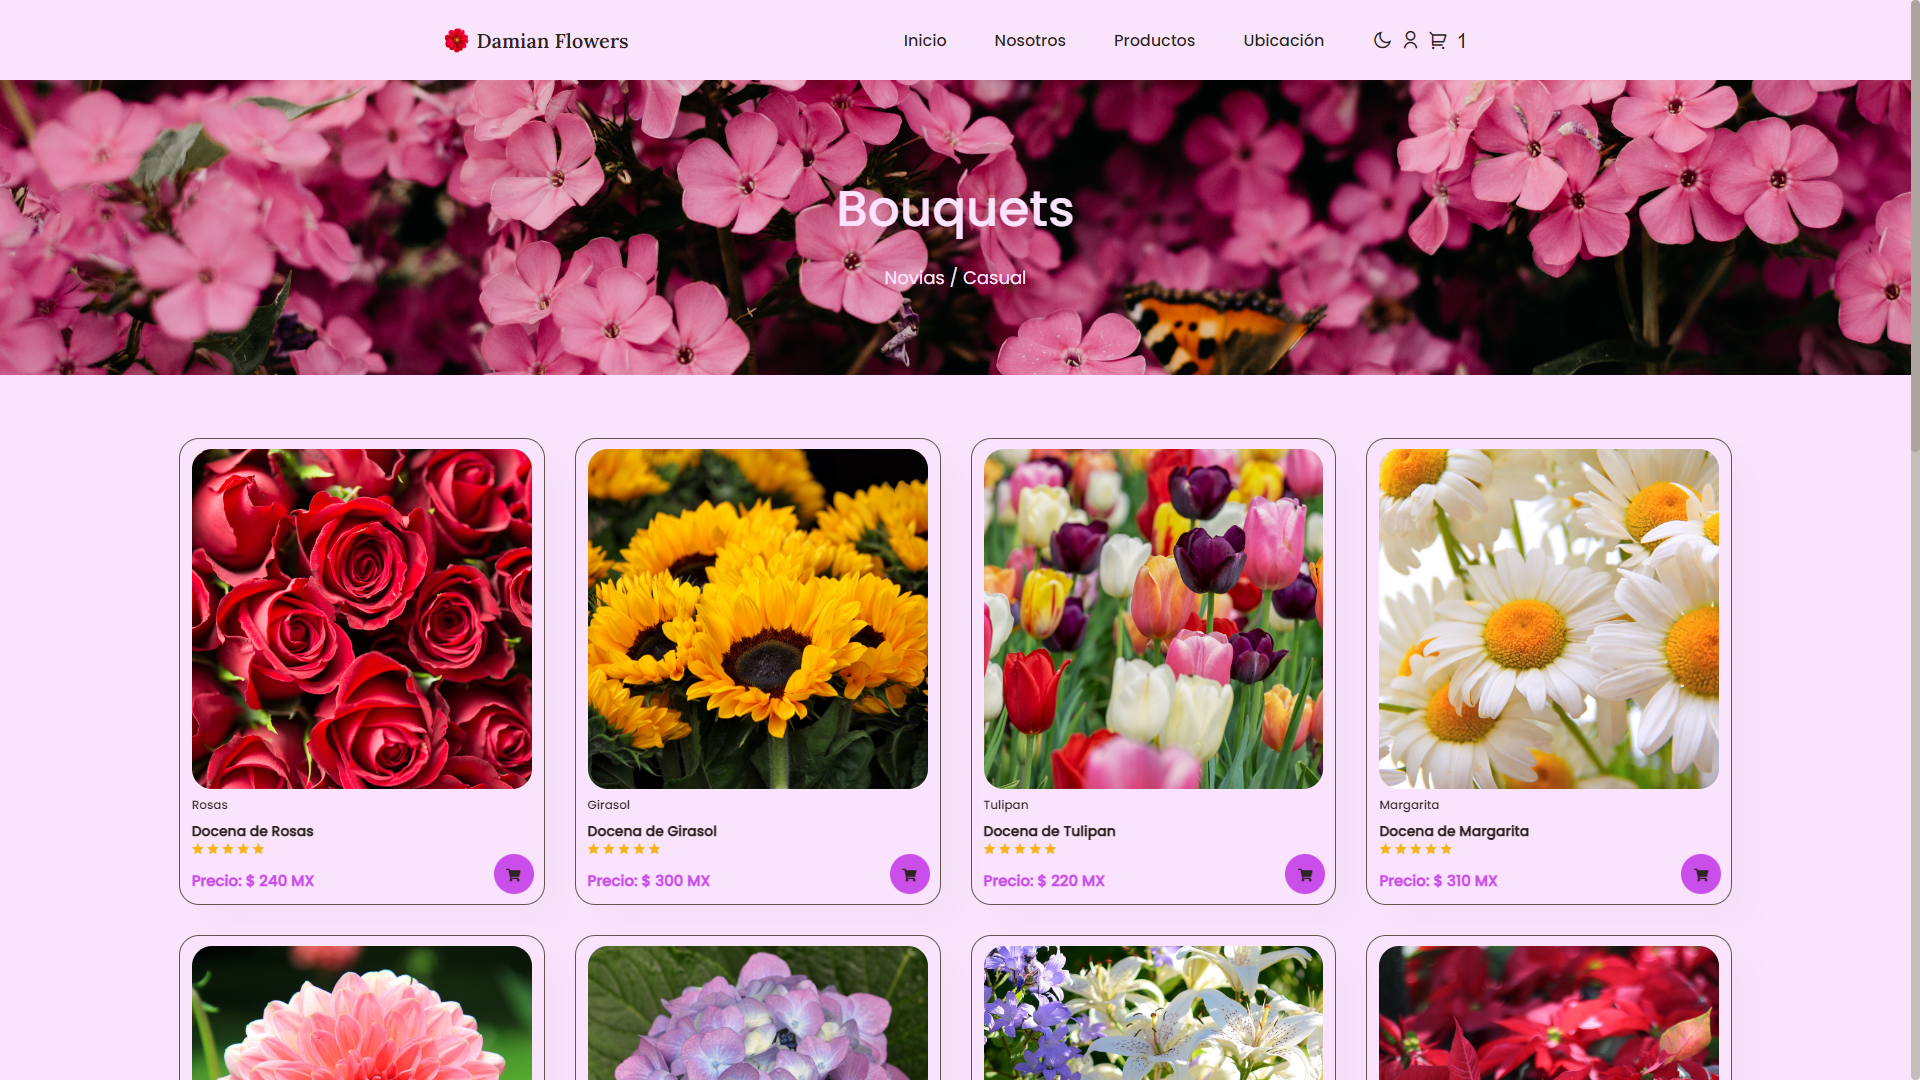 Damian Flowers
Inicio
Nosotros
Productos
Ubicación
1
Bouquets
Novias / Casual
Rosas
Docena de Rosas
Precio: $ 240 MX
Girasol
Docena de Girasol
Precio: $ 300 MX
Tulipan
Docena de Tulipan
Precio: $ 220 MX
Margarita
Docena de Margarita
Precio: $ 310 MX